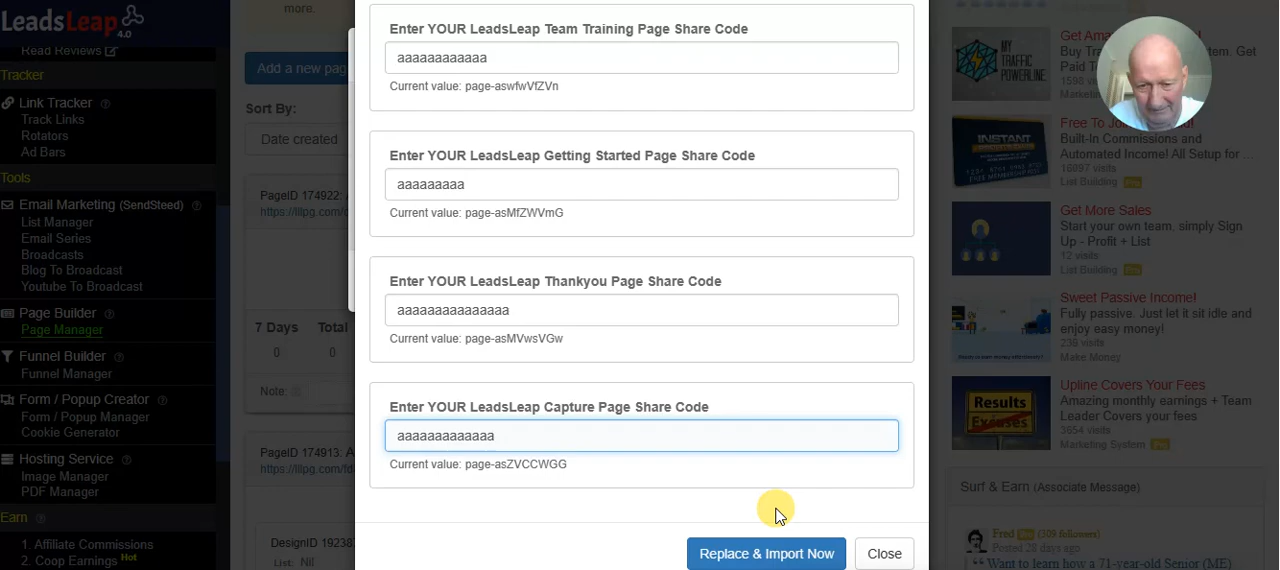 LeadsLeap
4.0
Read Reviews
Tracker
Link Tracker
Track Links
Rotators
Ad Bars
Tools
Email Marketing (SendSteed)
List Manager
Email Series
Broadcasts
Blog To Broadcast
Youtube To Broadcast
Page Builder
Page Manager
Funnel Builder
Funnel Manager
Form / Popup Creator
Form / Popup Manager
Cookie Generator
Hosting Service
Image Manager
PDF Manager
Earn
1. Affiliate Commissions
2. Coop Earnings Hot
more.
Add a new pag
Sort By:
Date created
PageID 174922:
https://llpg.com/
7 Days Total
0 0
Note:
PageID 174913:
https://llpg.com/fd
DesignID 19238
List: Nil
Enter YOUR LeadsLeap Team Training Page Share Code
aaaaaaaaaaaa
Current value: page-aswfwVfZVn
Enter YOUR LeadsLeap Getting Started Page Share Code
aaaaaaaaa
Current value: page-asMfZWVmG
Enter YOUR LeadsLeap Thankyou Page Share Code
aaaaaaaaaaaaaaa
Current value: page-asMVwsVGw
Enter YOUR LeadsLeap Capture Page Share Code
aaaaaaaaaaaaa
Current value: page-asZVCCWGG
Replace & Import Now
Close
MY
TRAFFIC
POWERLINE
Get
Buy Tra
Get
Paid T
1598 visits
Marketin
INSTANT
Free To
Built-In Commissions and
Automated Income! All Setup for ...
16097 visits
List Building Pro
Get More Sales
Start your own team. simply Sign
Up - Profit + List
12 visits
List Building Pro
Sweet Passive Income!
Fully passive. Just let it sit idle and
enjoy easy money!
239 visits
Make Money
Results
Excuses
Upline Covers Your Fees
Amazing monthly earnings + Team
Leader Covers your fees
3654 visits
Marketing System Pro
Surf & Earn (Associate Message)
Fred Pro (309 followers)
Posted 28 days ago
Want to learn how a 71-year-old Senior (ME)